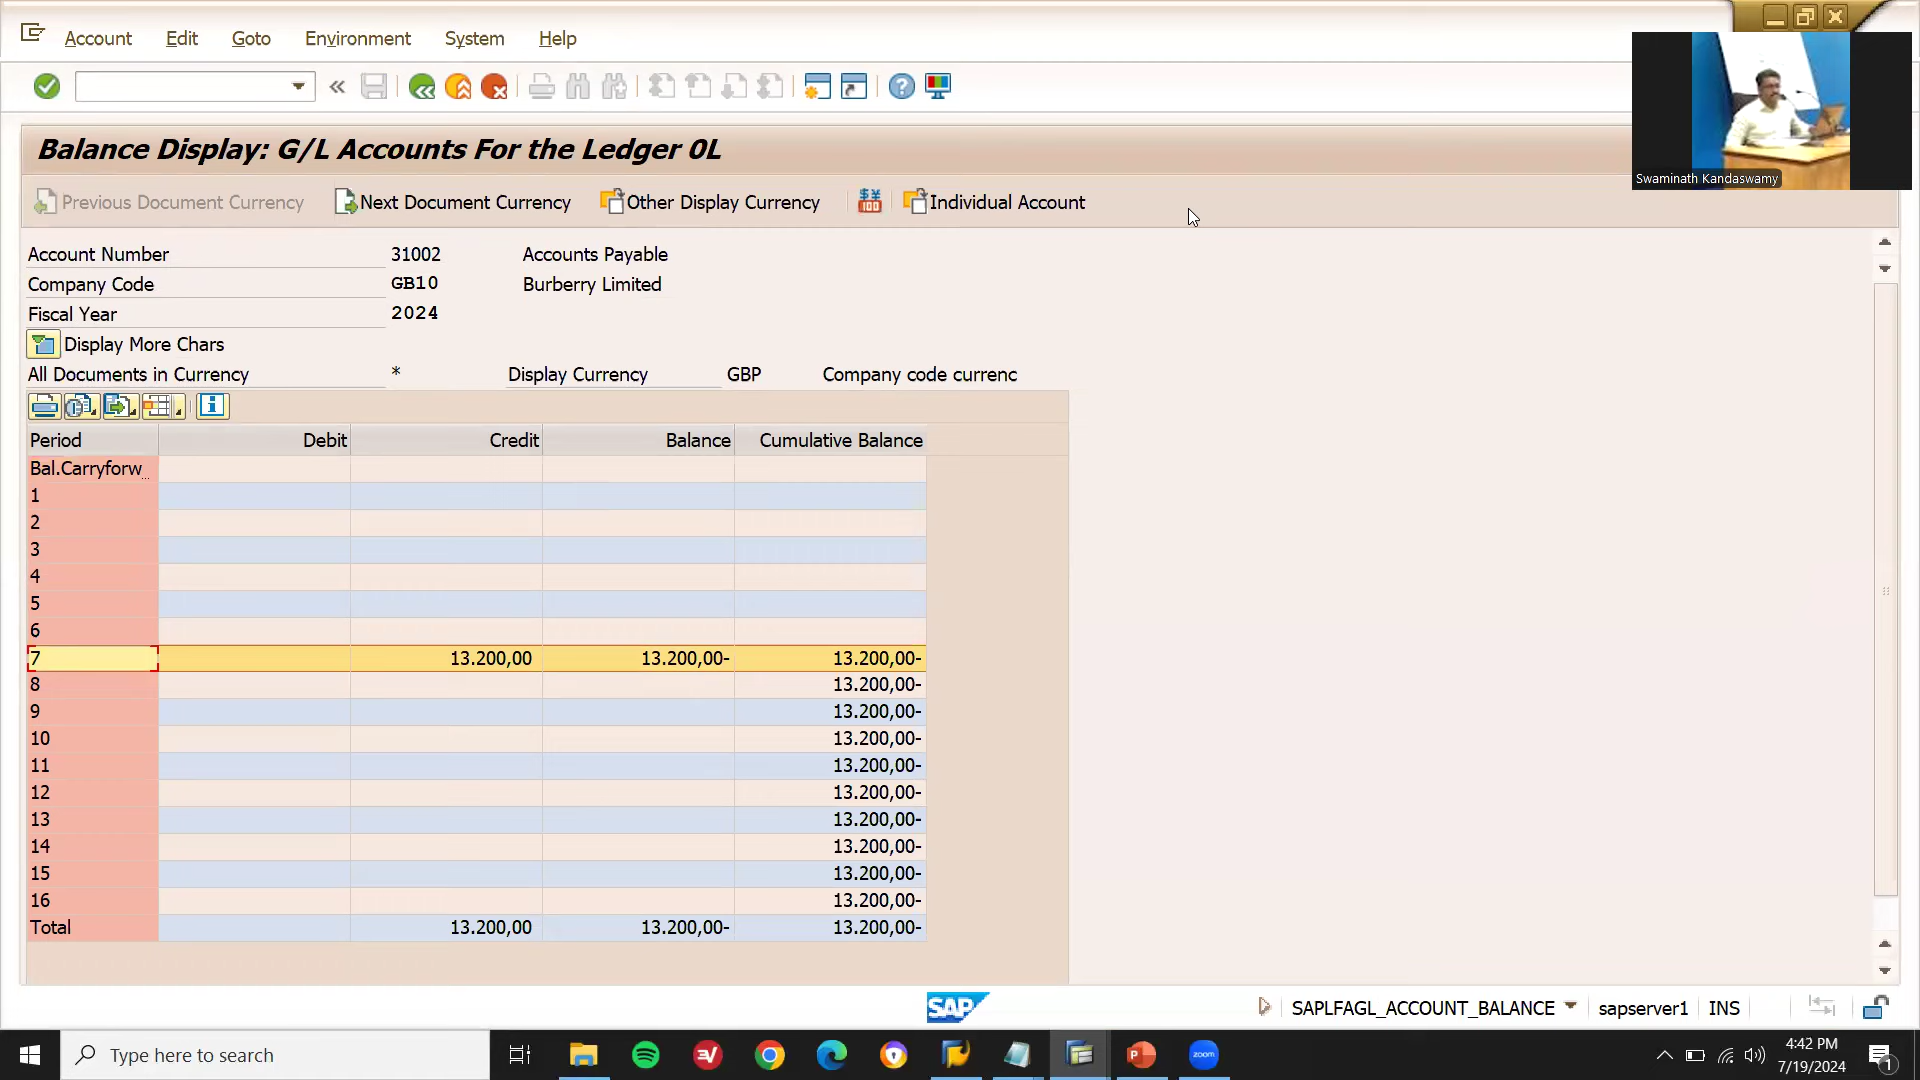 Account Edit Goto Environment System Help
Balance Display: G/L Accounts For the Ledger 0L
Swaminath Kandaswamy
Previous Document Currency Next Document Currency Other Display Currency Individual Account
Account Number 31002 Accounts Payable
Company Code GB10 Burberry Limited
Fiscal Year 2024
Display More Chars
All Documents in Currency * Display Currency GBP Company code currenc
Period Debit Credit Balance Cumulative Balance
Bal.Carryforw...
1
2
3
4
5
6
7 13.200,00 13.200,00- 13.200,00-
8 13.200,00-
9 13.200,00-
10 13.200,00-
11 13.200,00-
12 13.200,00-
13 13.200,00-
14 13.200,00-
15 13.200,00-
16 13.200,00-
Total 13.200,00 13.200,00- 13.200,00-
SAP SAPLFAGL_ACCOUNT_BALANCE sapserver1 INS
Type here to search
zoom
4:42 PM
7/19/2024
1